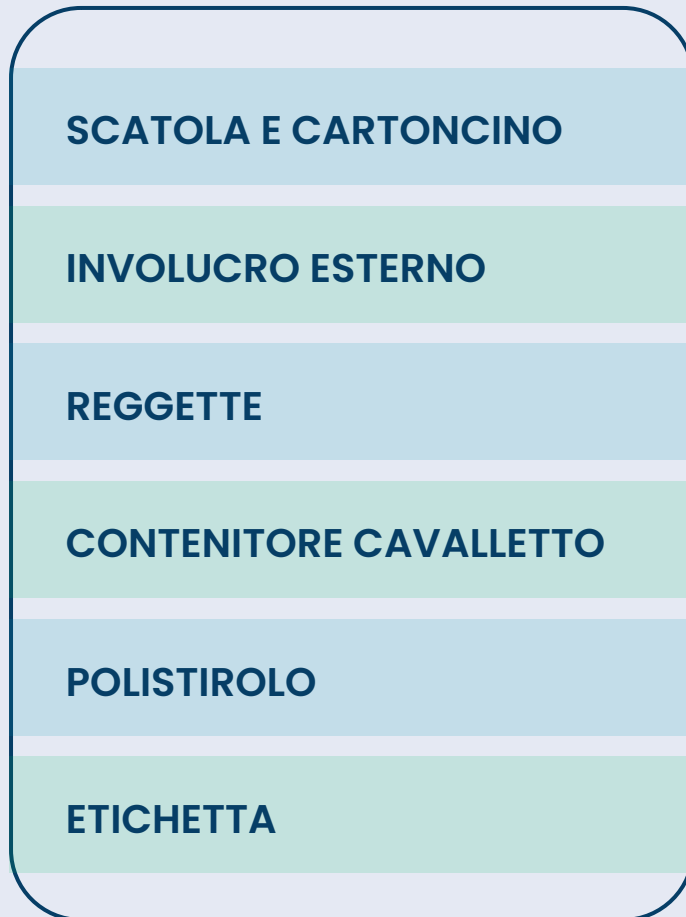 SCATOLA E CARTONCINO
INVOLUCRO ESTERNO
REGGETTE
CONTENITORE CAVALLETTO
POLISTIROLO
ETICHETTA